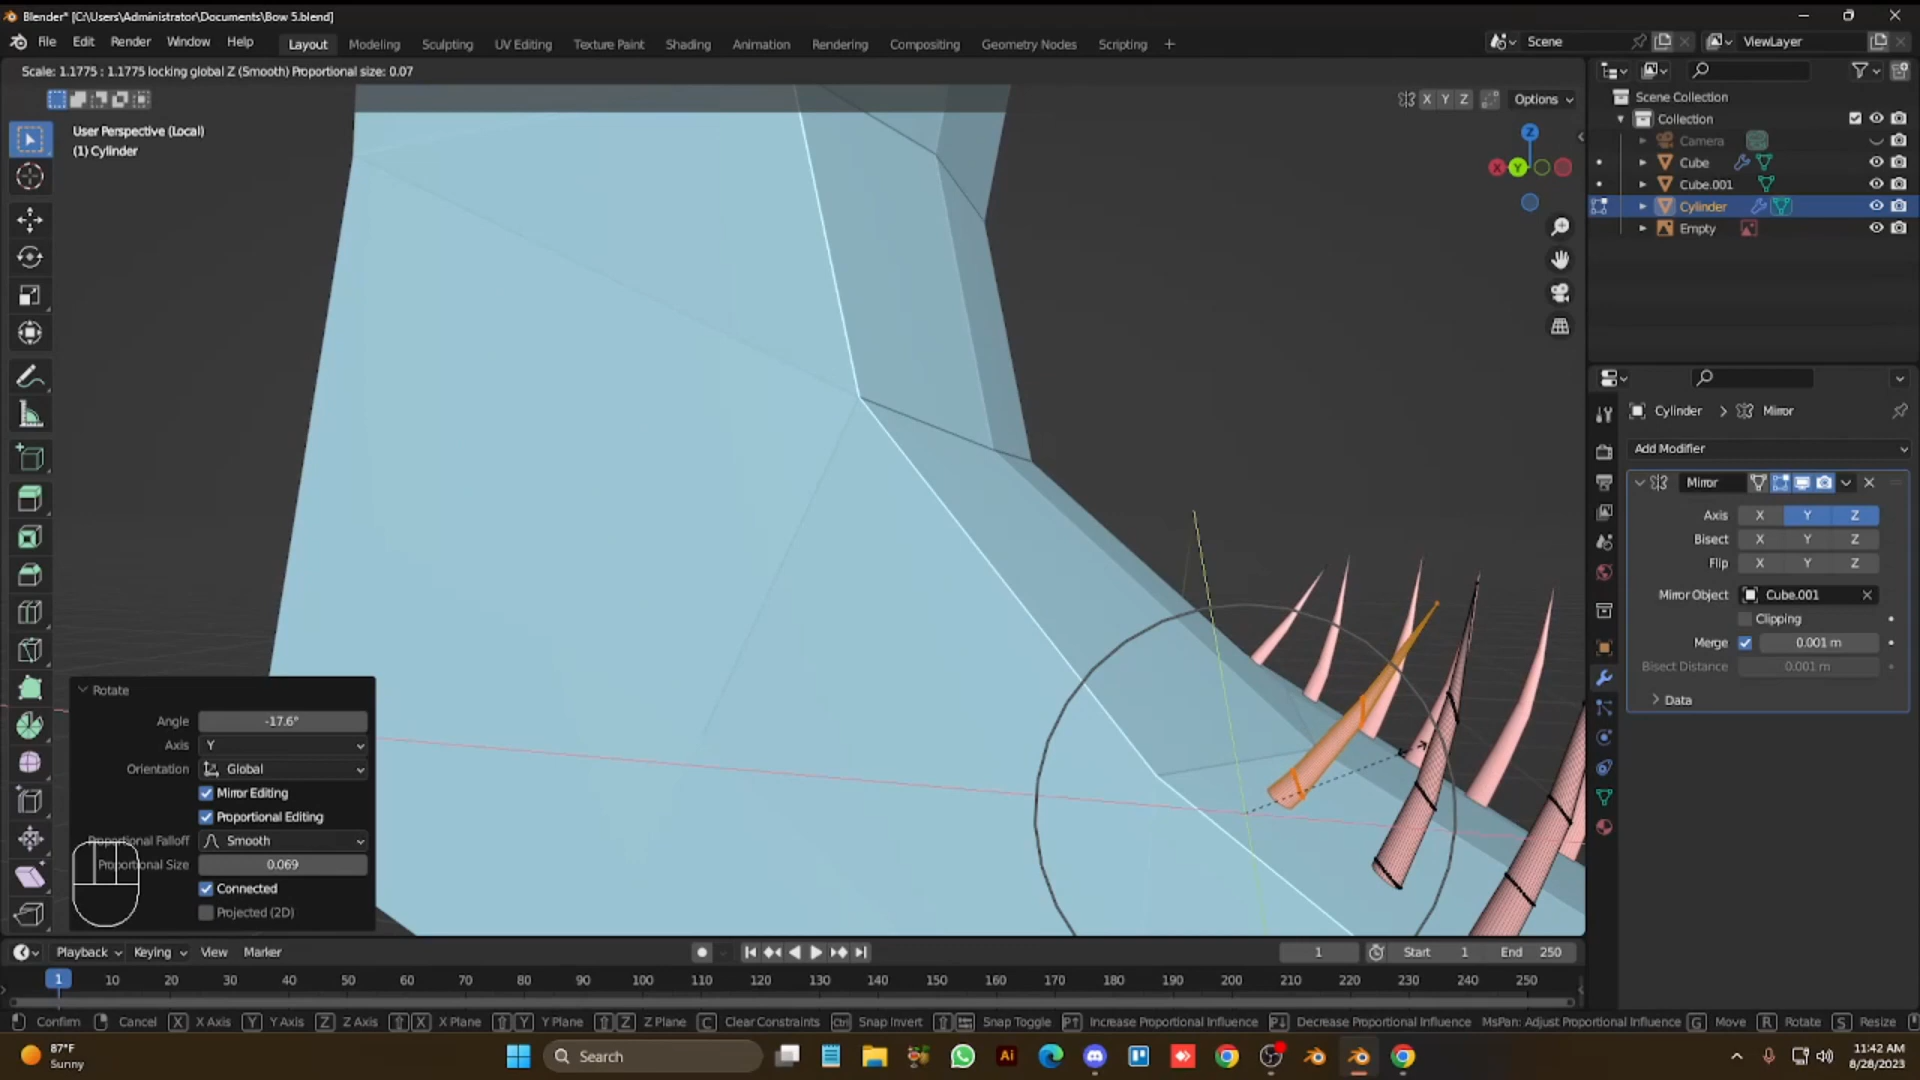 Blender* [C:\Users\Administrator\Documents\Bow 5.blend]
File Edit Render Window Help Layout Modeling Sculpting UV Editing Texture Paint Shading Animation Rendering Compositing Geometry Nodes Scripting + Scene ViewLayer
Scale: 1.1775 : 1.1775 locking global Z (Smooth) Proportional size: 0.07
X Y Z Options
User Perspective (Local)
(1) Cylinder
Z
X Y
Scene Collection
Collection
Camera
Cube
Cube.001
Cylinder
Empty
Cylinder > Mirror
Add Modifier
Mirror
Axis X Y Z
Bisect X Y Z
Flip X Y Z
Mirror Object Cube.001
Clipping
Merge 0.001 m
Bisect Distance 0.001 m
Data
Rotate
Angle -17.6°
Axis Y
Orientation Global
Mirror Editing
Proportional Editing
Proportional Falloff Smooth
Proportional Size 0.069
Connected
Projected (2D)
Playback Keying View Marker 1 Start 1 End 250
1 10 20 30 40 50 60 70 80 90 100 110 120 130 140 150 160 170 180 190 200 210 220 230 240 250
Confirm Cancel X X Axis Y Y Axis Z Z Axis X X Plane Y Y Plane Z Z Plane C Clear Constraints Ctrl Snap Invert Snap Toggle Increase Proportional Influence Decrease Proportional Influence MsPan: Adjust Proportional Influence G Move R Rotate S Resize
87°F
Sunny
Search
Ai
11:42 AM
8/28/2023